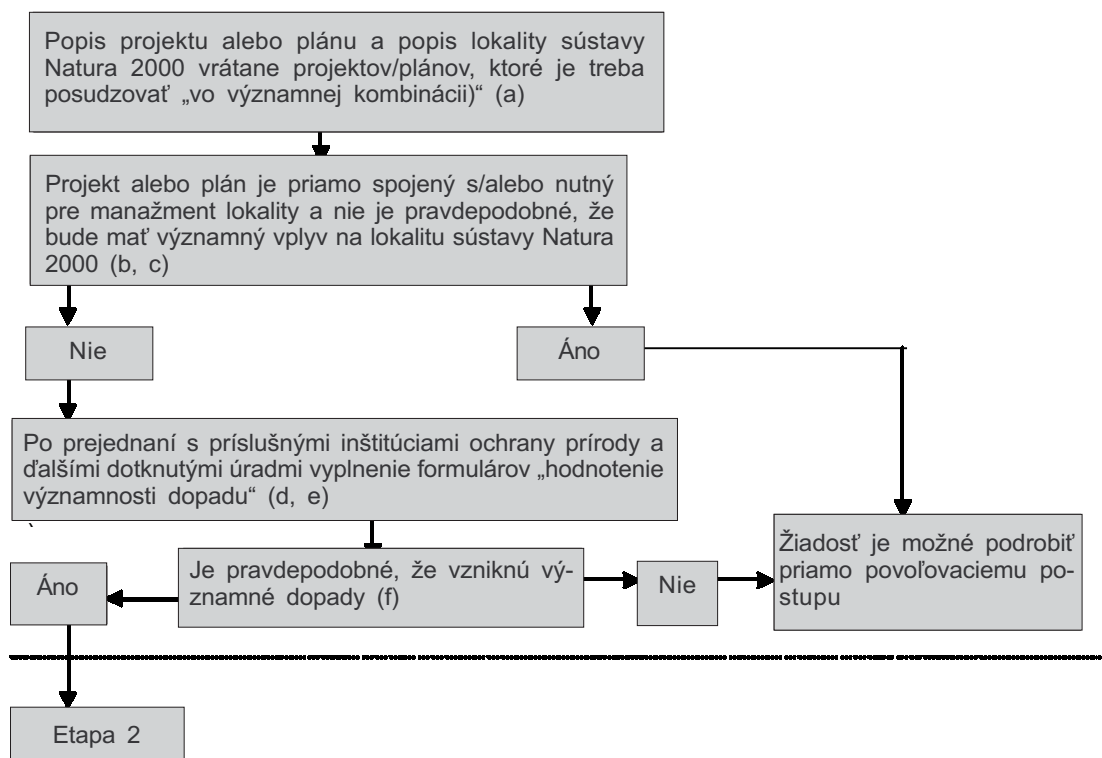 Popis projektu alebo plánu a popis lokality sústavy
Natura 2000 vrátane projektov/plánov, ktoré je treba
posudzovať „vo významnej kombinácii)“ (a)
Projekt alebo plán je priamo spojený s/alebo nutný
pre manažment lokality a nie je pravdepodobné, že
bude mať významný vplyv na lokalitu sústavy Natura
2000 (b, c)
Nie
Áno
Po prejednaní s príslušnými inštitúciami ochrany prírody a
ďalšími dotknutými úradmi vyplnenie formulárov „hodnotenie
významnosti dopadu“ (d, e)
Je pravdepodobné, že vzniknú vý-
znamné dopady (f)
Áno
Nie
Žiadosť je možné podrobiť
priamo povoľovaciemu po-
stupu
Etapa 2